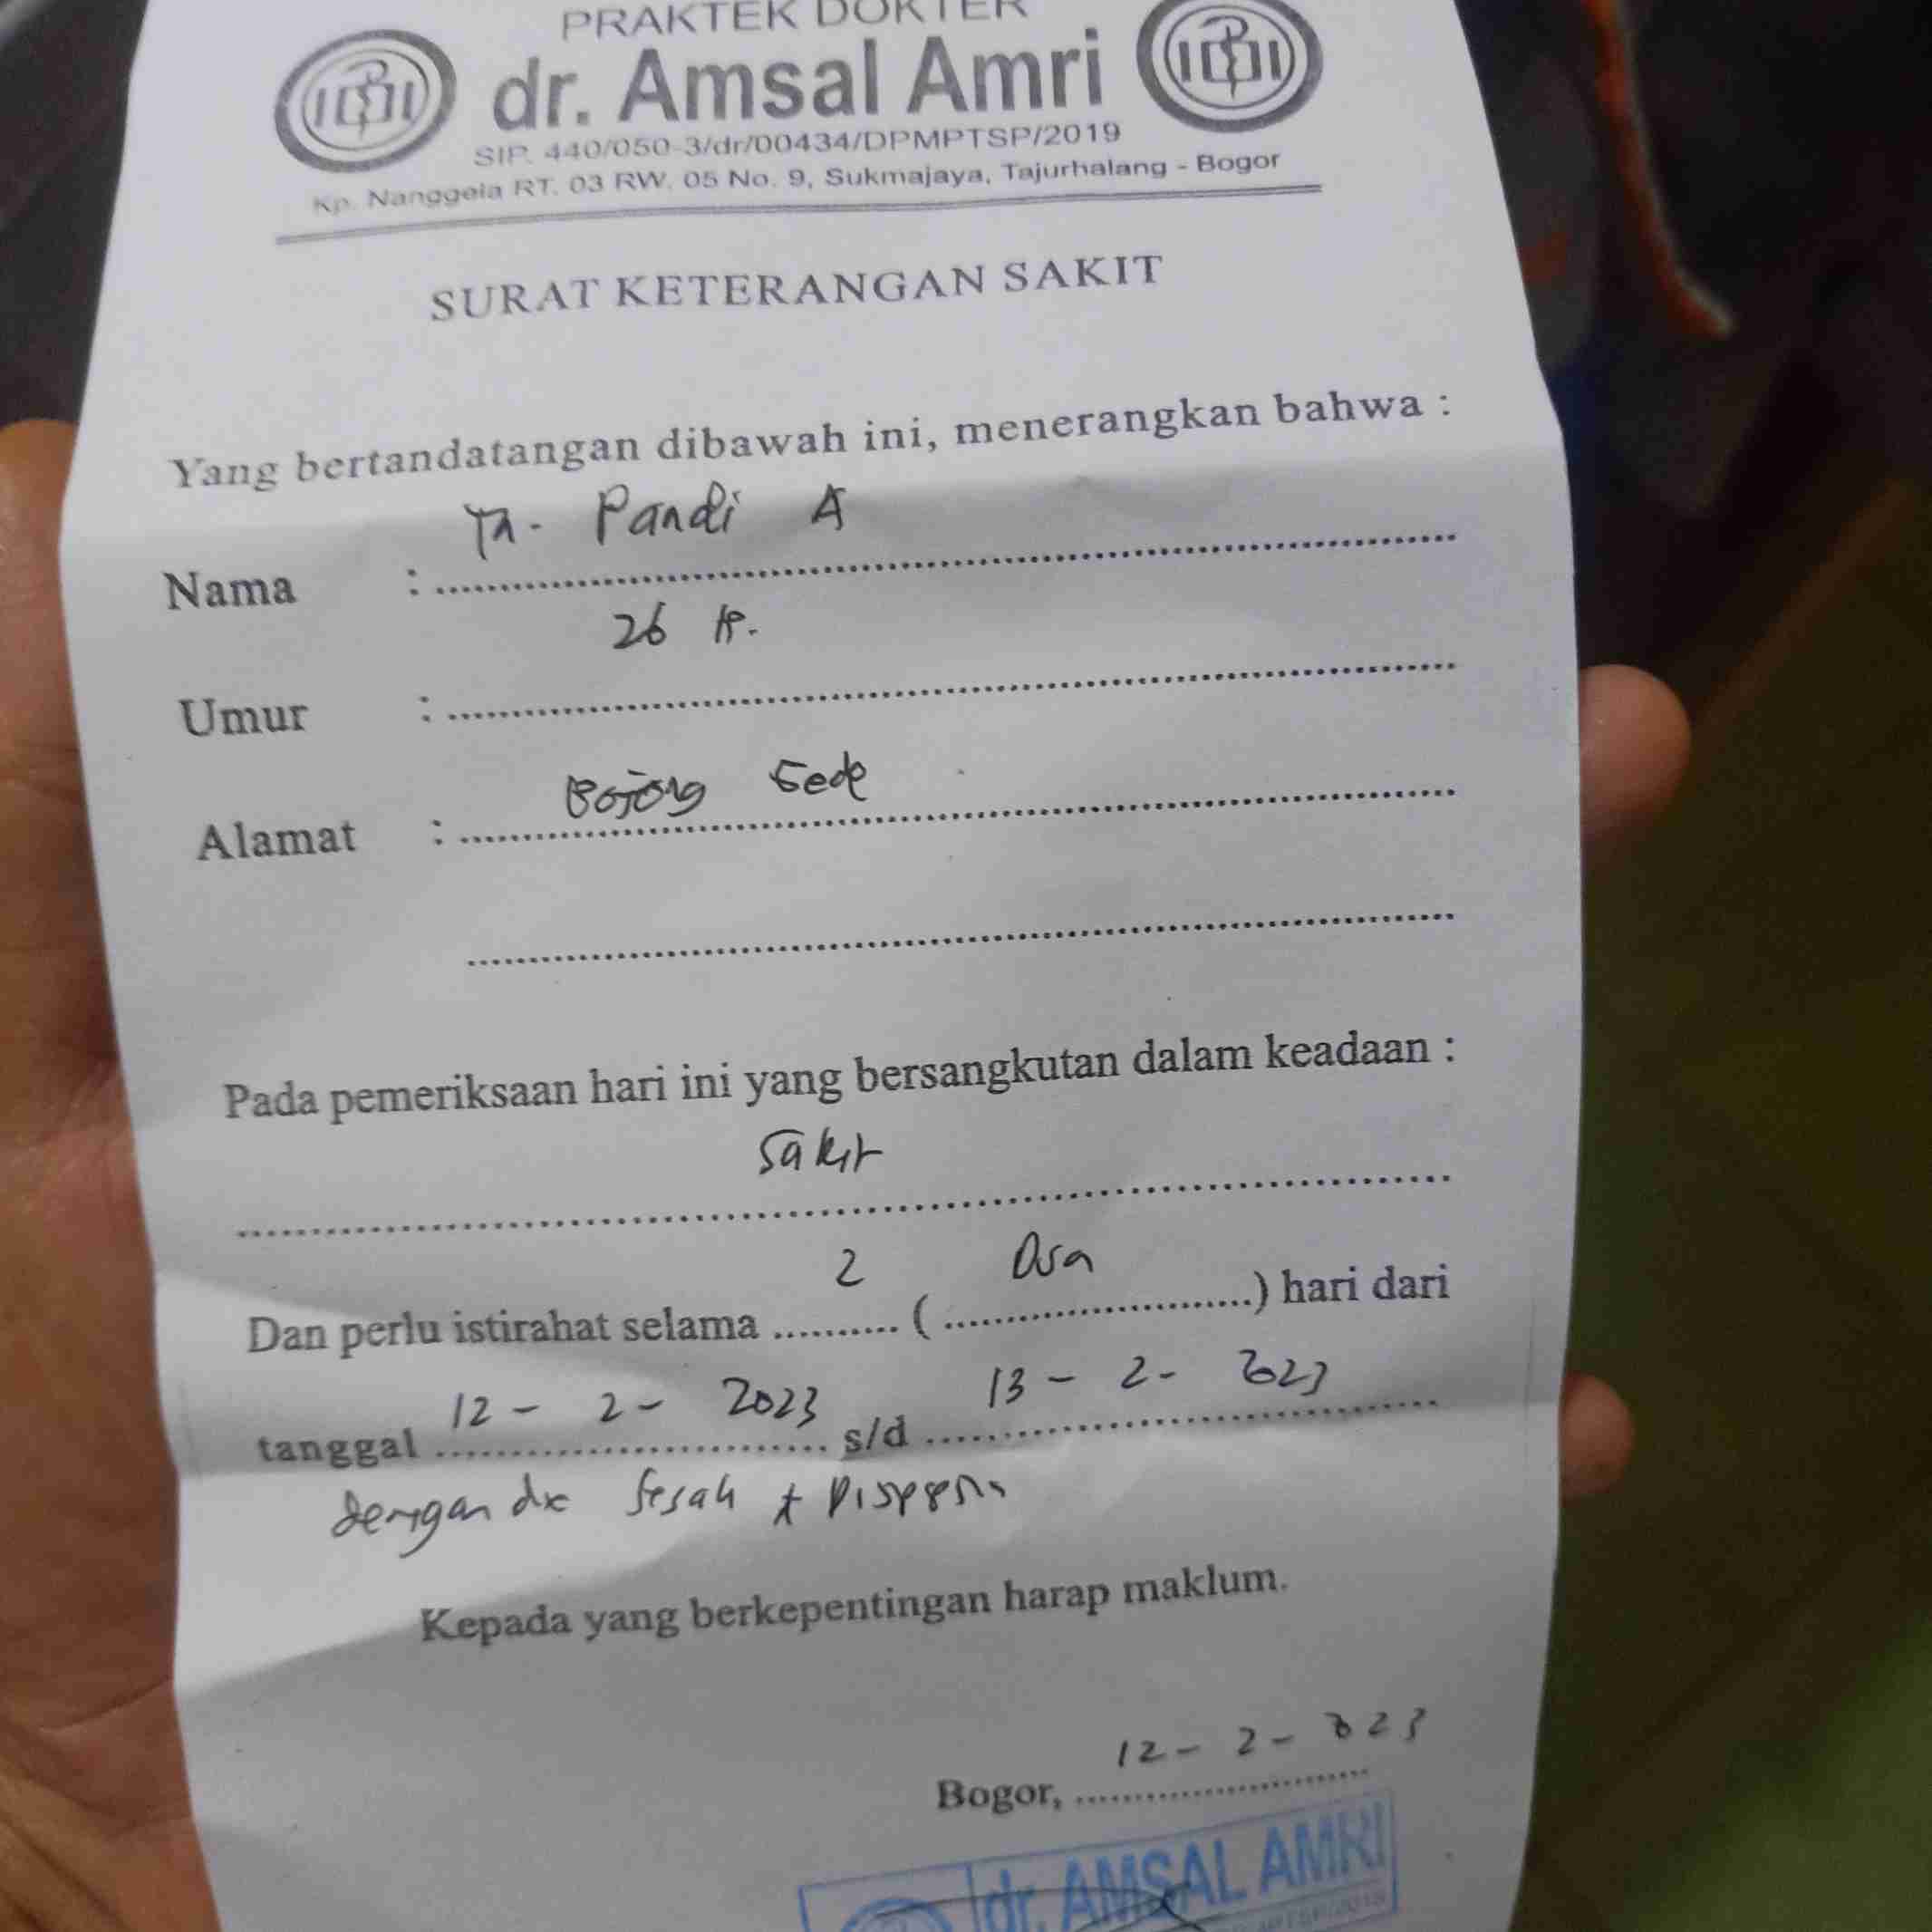 PRAKTEK DOKTER
dr. Amsal Amri
SIP. 440/050-3/dr/00434/DPMPTSP/2019
Kp. Nanggela RT. 03 RW. 05 No. 9, Sukmajaya, Tajurhalang - Bogor
SURAT KETERANGAN SAKIT
Yang bertandatangan dibawah ini, menerangkan bahwa :
Nama : Tn. Pandi A
Umur : 26
Alamat : Bojong Gede
Pada pemeriksaan hari ini yang bersangkutan dalam keadaan :
Sakit
Dan perlu istirahat selama 2 ( Dua ) hari dari
tanggal 12 - 2 - 2023 s/d 13 - 2 - 2023
dengan dx sesak + Dispepsia
Kepada yang berkepentingan harap maklum.
Bogor, 12 - 2 - 2023
dr. AMSAL AMRI